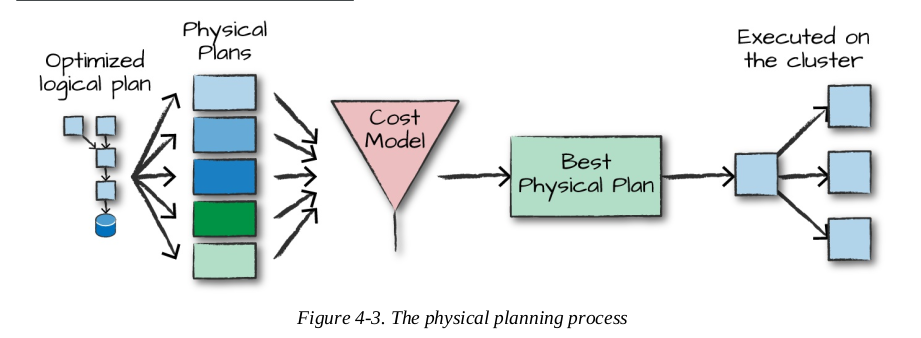 Optimized
logical plan
Physical
Plans
Cost
Model
Best
Physical Plan
Executed on
the cluster
Figure 4-3. The physical planning process